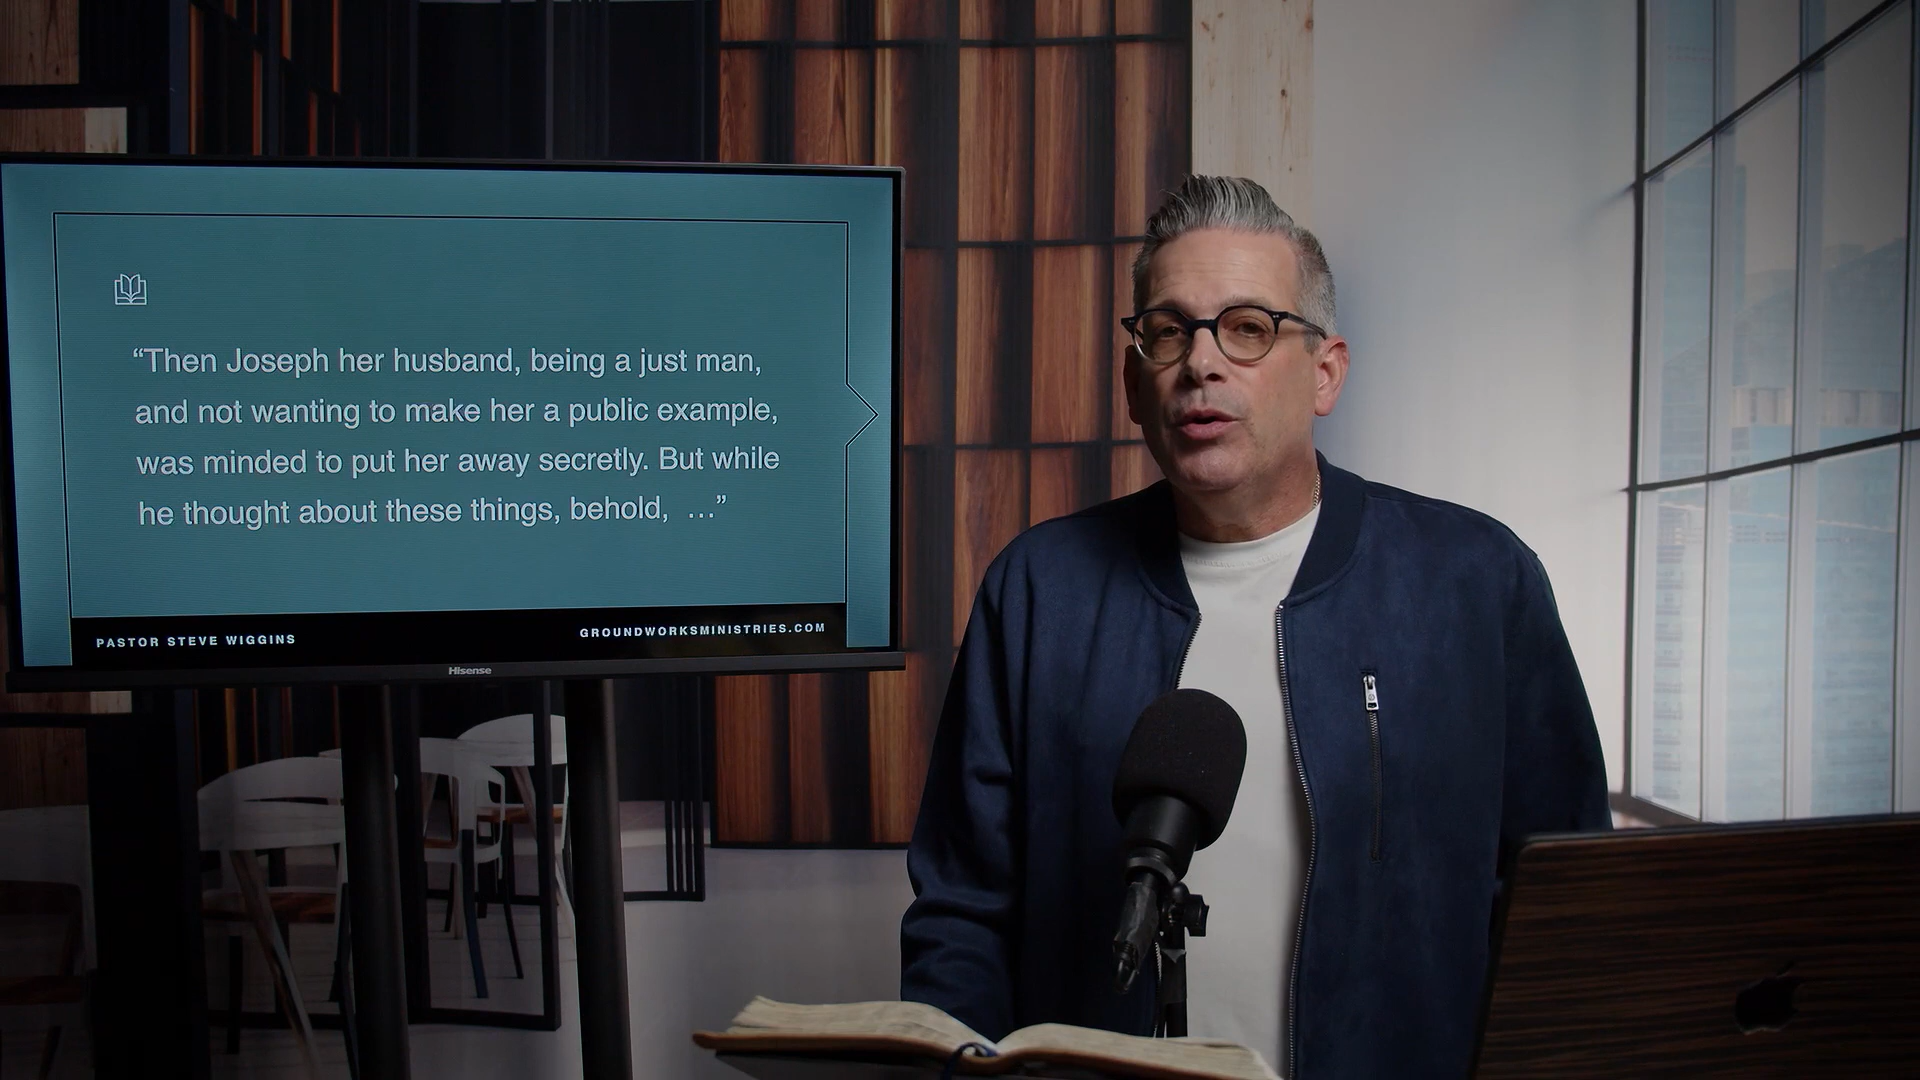 “Then Joseph her husband, being a just man,
and not wanting to make her a public example,
was minded to put her away secretly. But while
he thought about these things, behold,  …”
PASTOR STEVE WIGGINS
GROUNDWORKSMINISTRIES.COM
Hisense